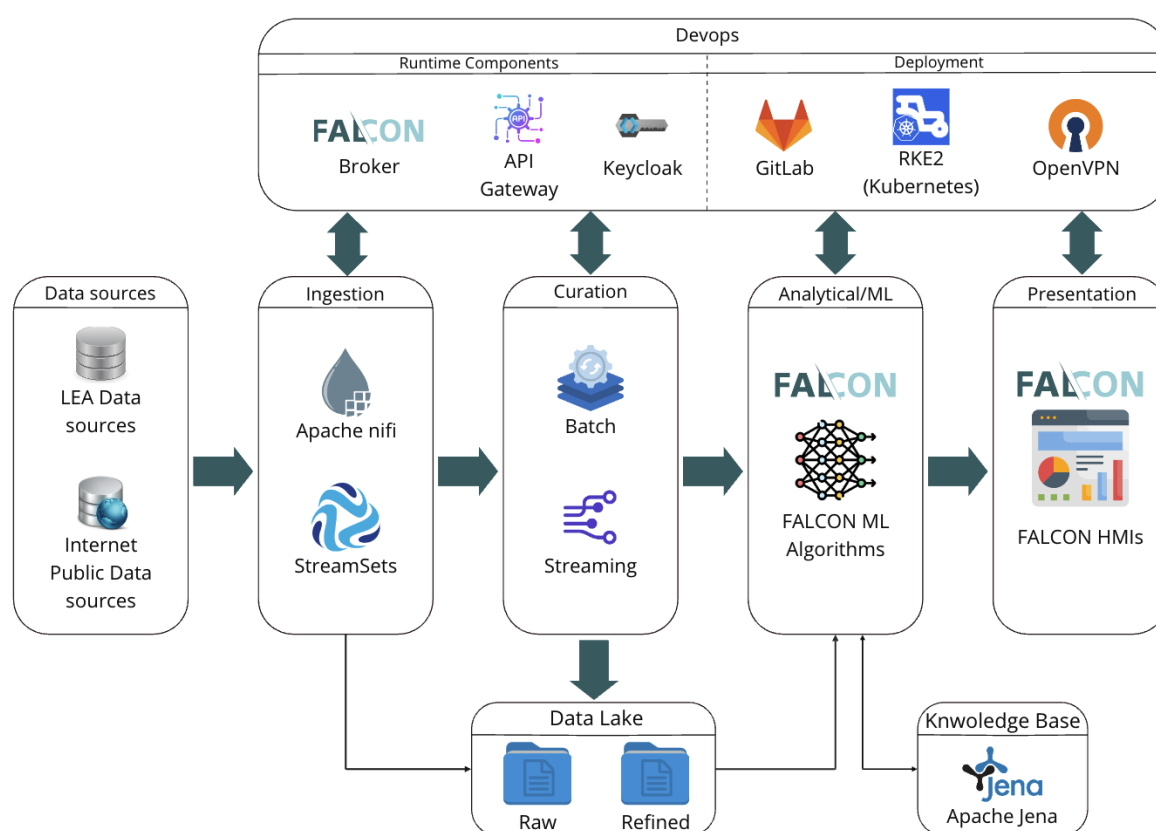 Devops
Runtime Components
Deployment
FALCON
Broker
API
API
Gateway
Keycloak
GitLab
RKE2
(Kubernetes)
OpenVPN
Data sources
LEA Data
sources
Internet
Public Data
sources
Ingestion
Apache nifi
StreamSets
Curation
Batch
Streaming
Analytical/ML
FALCON
FALCON ML
Algorithms
Presentation
FALCON
FALCON HMIs
Data Lake
Raw
Refined
Knwoledge Base
Jena
Apache Jena